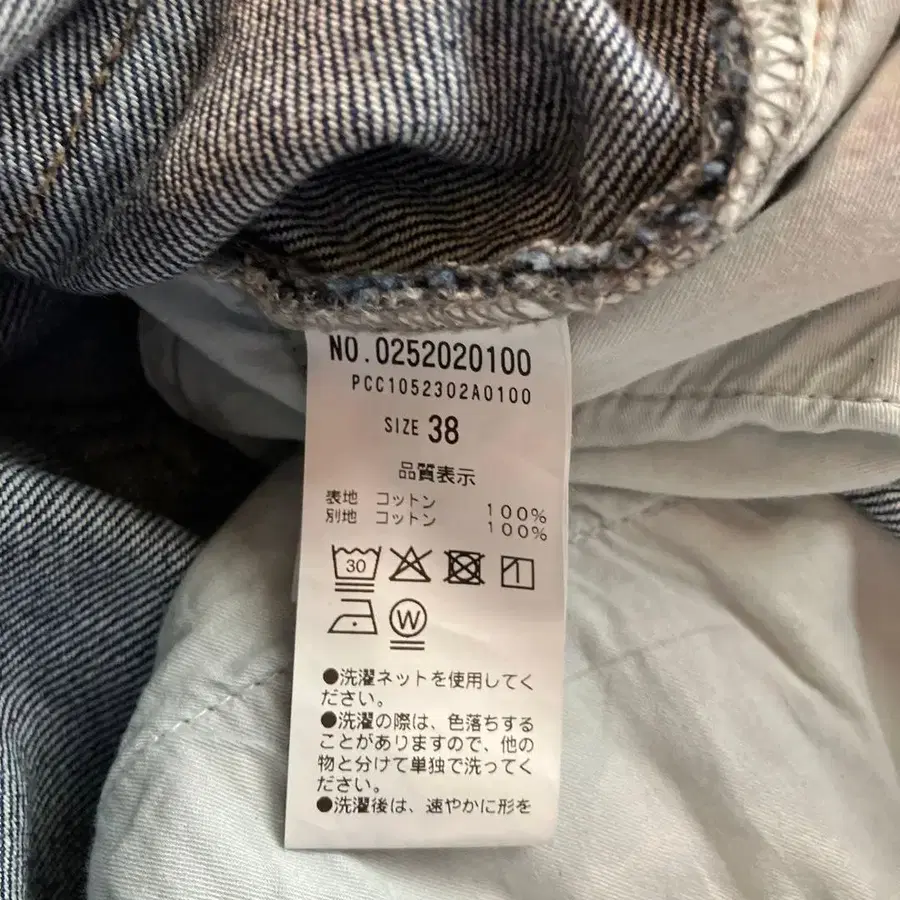 NO.0252020100
PCC1052302A0100
SIZE 38
品質表示
表地 コットン 100%
別地 コットン 100%
30
W
●洗濯ネットを使用してく
ださい。
●洗濯の際は、色落ちする
ことがありますので、他の
物と分けて単独で洗ってく
ださい。
●洗濯後は、速やかに形を